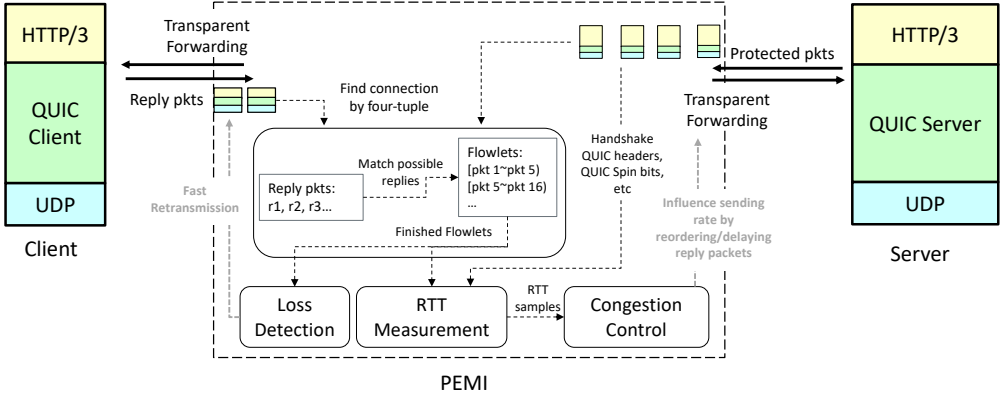 HTTP/3
QUIC
Client
UDP
Client
Transparent
Forwarding
Reply pkts
Find connection
by four-tuple
Fast
Retransmission
Reply pkts:
r1, r2, r3...
Match possible
replies
Flowlets:
[pkt 1~pkt 5)
[pkt 5~pkt 16)
...
Finished Flowlets
Handshake
QUIC headers,
QUIC Spin bits,
etc
Loss
Detection
RTT
Measurement
RTT
samples
Congestion
Control
Influence sending
rate by
reordering/delaying
reply packets
PEMI
Protected pkts
Transparent
Forwarding
HTTP/3
QUIC Server
UDP
Server